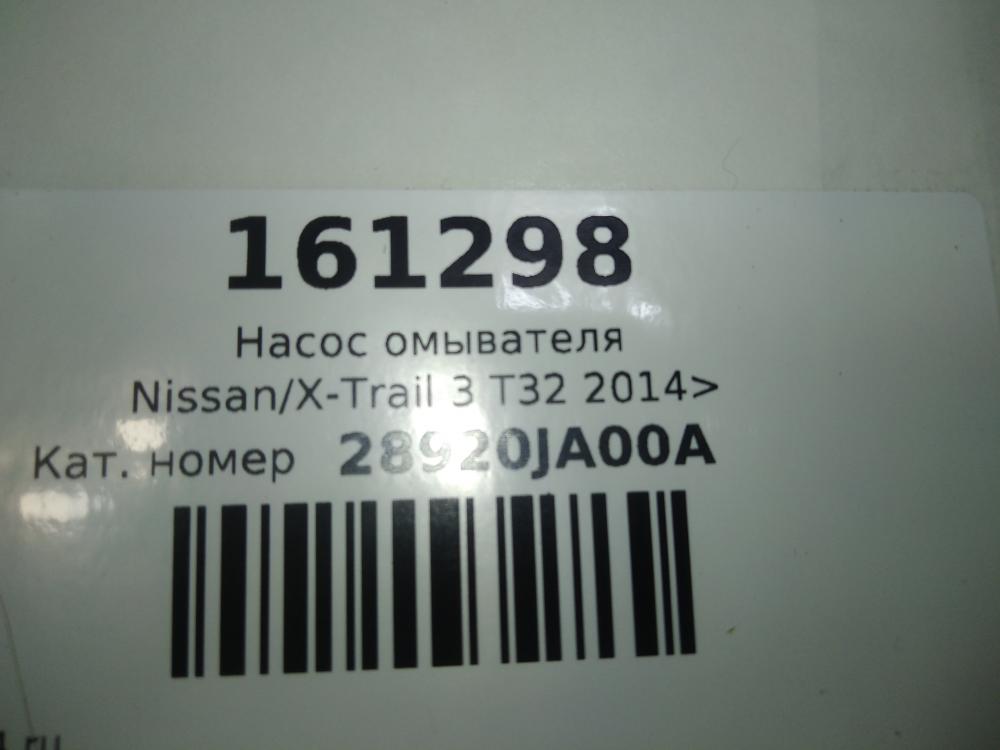 161298
Насос омывателя
Nissan/X-Trail 3 T32 2014>
Кат. номер 28920JA00A